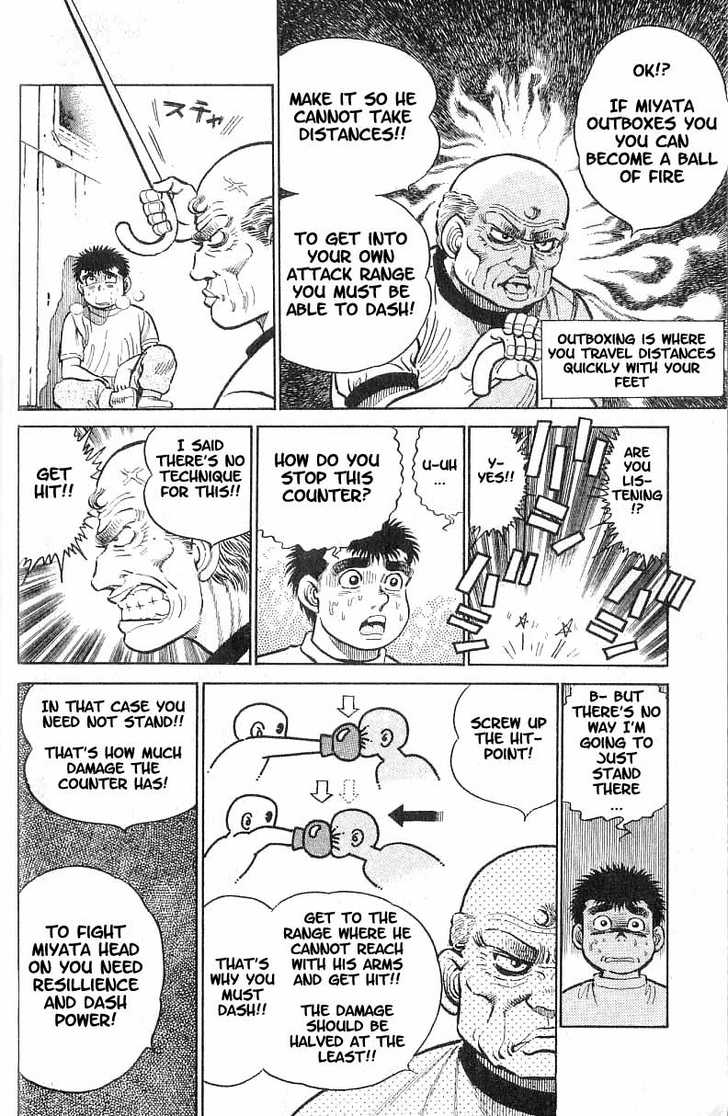 OK!?
IF MIYATA
OUTBOXES YOU
YOU CAN
BECOME A BALL
OF FIRE
MAKE IT SO HE
CANNOT TAKE
DISTANCES!!
TO GET INTO
YOUR OWN
ATTACK RANGE
YOU MUST BE
ABLE TO DASH!
OUTBOXING IS WHERE
YOU TRAVEL DISTANCES
QUICKLY WITH YOUR
FEET
スチャ
ARE
YOU
LIS-
TENING
!?
Y-
YES!!
U-UH
...
HOW DO YOU
STOP THIS
COUNTER?
I SAID
THERE'S NO
TECHNIQUE
FOR THIS!!
GET
HIT!!
B- BUT
THERE'S NO
WAY I'M
GOING TO
JUST
STAND
THERE
...
SCREW UP
THE HIT-
POINT!
GET TO THE
RANGE WHERE HE
CANNOT REACH
WITH HIS ARMS
AND GET HIT!!
THE DAMAGE
SHOULD BE
HALVED AT THE
LEAST!!
THAT'S
WHY YOU
MUST
DASH!!
IN THAT CASE YOU
NEED NOT STAND!!
THAT'S HOW MUCH
DAMAGE THE
COUNTER HAS!
TO FIGHT
MIYATA HEAD
ON YOU NEED
RESILLIENCE
AND DASH
POWER!